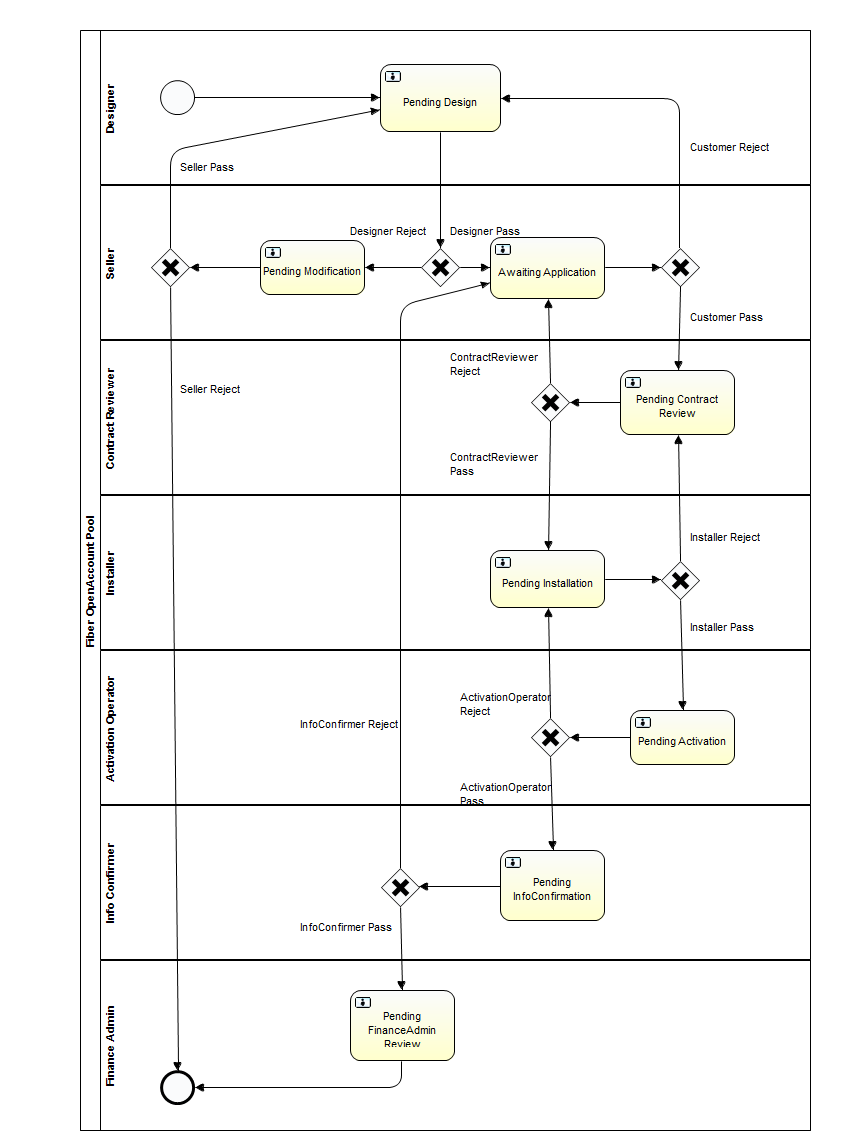 Fiber OpenAccount Pool
Designer
Pending Design
Seller Pass
Customer Reject
Seller
Designer Reject
Designer Pass
Pending Modification
Awaiting Application
Customer Pass
Contract Reviewer
Seller Reject
ContractReviewer
Reject
Pending Contract
Review
ContractReviewer
Pass
Installer
Installer Reject
Pending Installation
Installer Pass
Activation Operator
ActivationOperator
Reject
InfoConfirmer Reject
Pending Activation
ActivationOperator
Pass
Info Confirmer
Pending
InfoConfirmation
InfoConfirmer Pass
Finance Admin
Pending
FinanceAdmin
Review